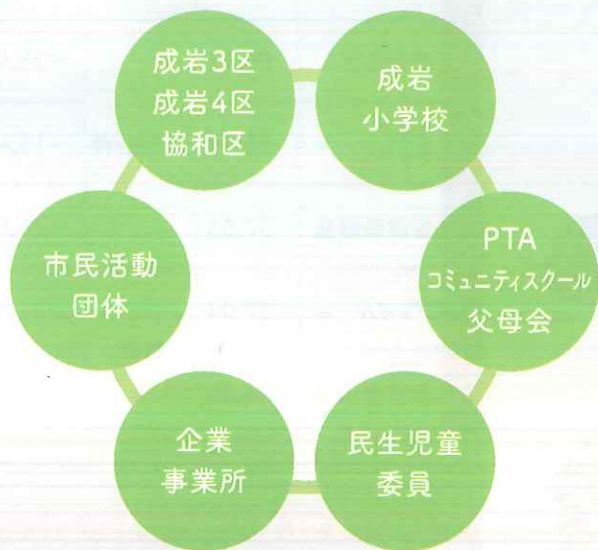 成岩3区
成岩4区
協和区
成岩
小学校
市民活動
団体
PTA
コミュニティスクール
父母会
企業
事業所
民生児童
委員